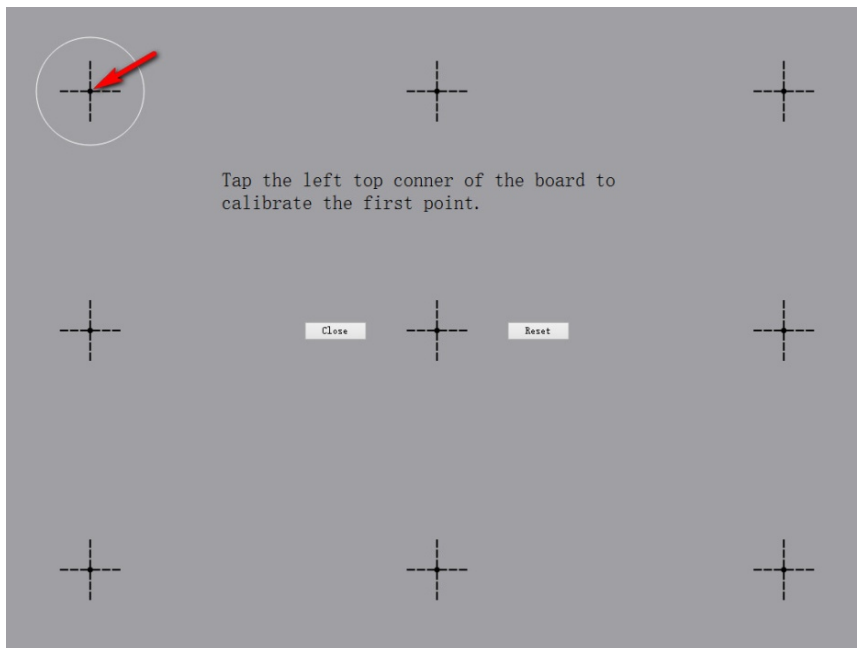 Tap the left top conner of the board to
calibrate the first point.
Close
Reset